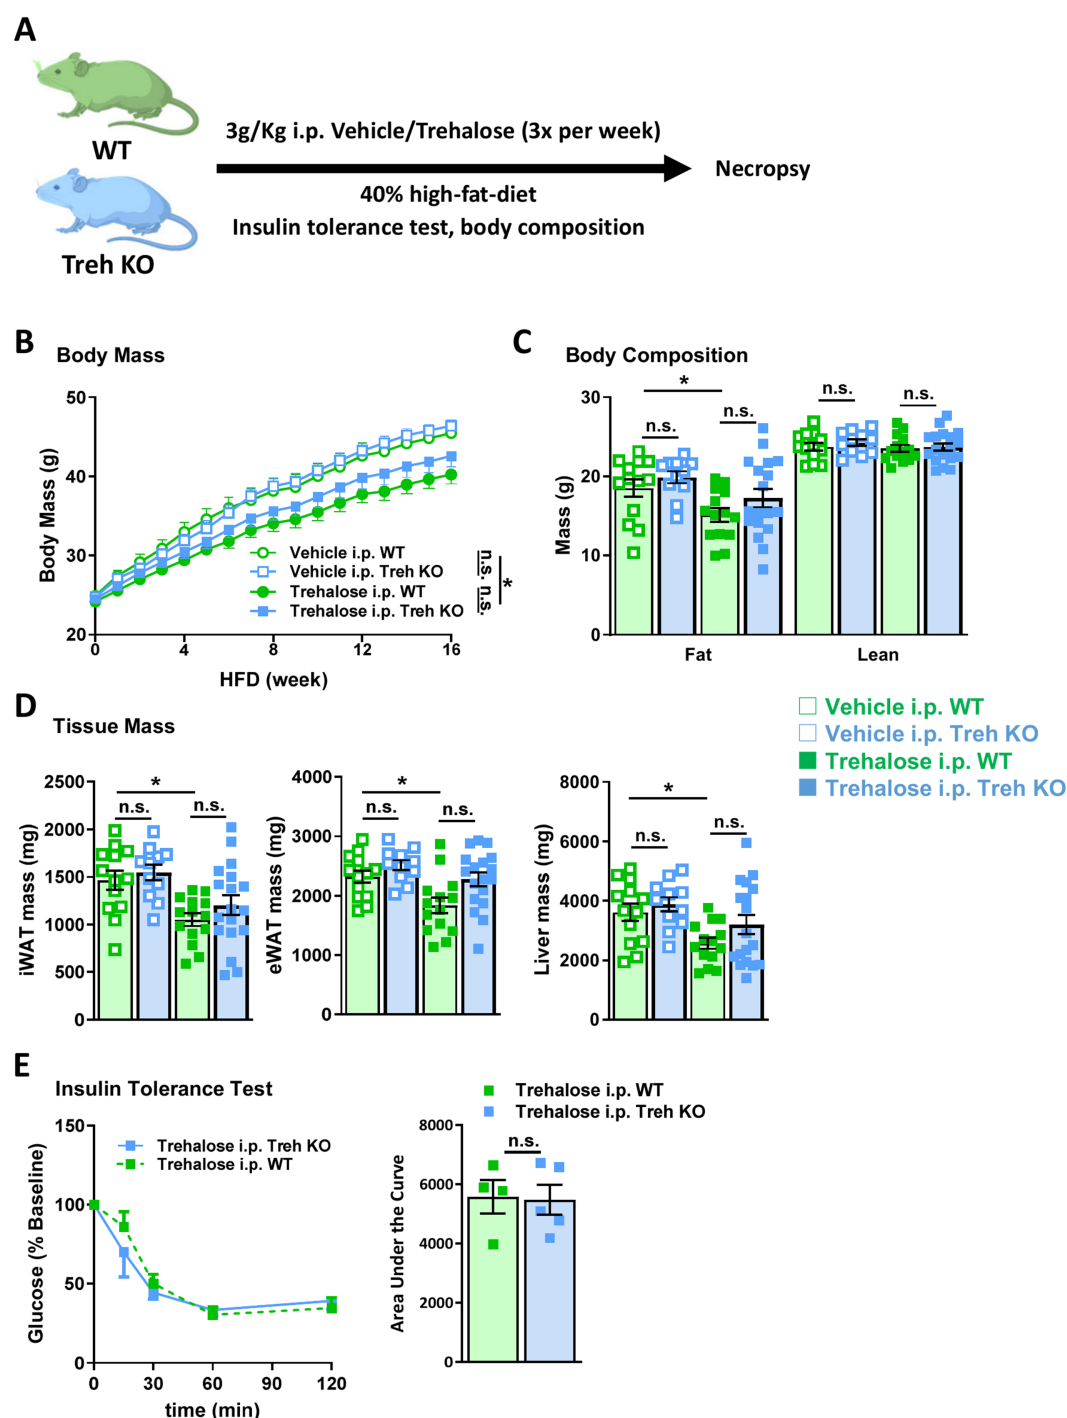 A
WT
Treh KO
3g/Kg i.p. Vehicle/Trehalose (3x per week)
40% high-fat-diet
Insulin tolerance test, body composition
Necropsy
B
Body Mass
Body Mass (g)
50
40
30
20
0
4
8
12
16
HFD (week)
Vehicle i.p. WT
Vehicle i.p. Treh KO
Trehalose i.p. WT
Trehalose i.p. Treh KO
n.s.
n.s.
*
C
Body Composition
Mass (g)
30
20
10
0
*
n.s.
n.s.
n.s.
n.s.
Fat
Lean
D
Tissue Mass
Vehicle i.p. WT
Vehicle i.p. Treh KO
Trehalose i.p. WT
Trehalose i.p. Treh KO
iWAT mass (mg)
2500
2000
1500
1000
500
0
*
n.s.
n.s.
eWAT mass (mg)
4000
3000
2000
1000
0
*
n.s.
n.s.
Liver mass (mg)
8000
6000
4000
2000
0
*
n.s.
n.s.
E
Insulin Tolerance Test
Glucose (% Baseline)
150
100
50
0
Trehalose i.p. Treh KO
Trehalose i.p. WT
0
30
60
90
120
time (min)
Trehalose i.p. WT
Trehalose i.p. Treh KO
Area Under the Curve
8000
6000
4000
2000
0
n.s.